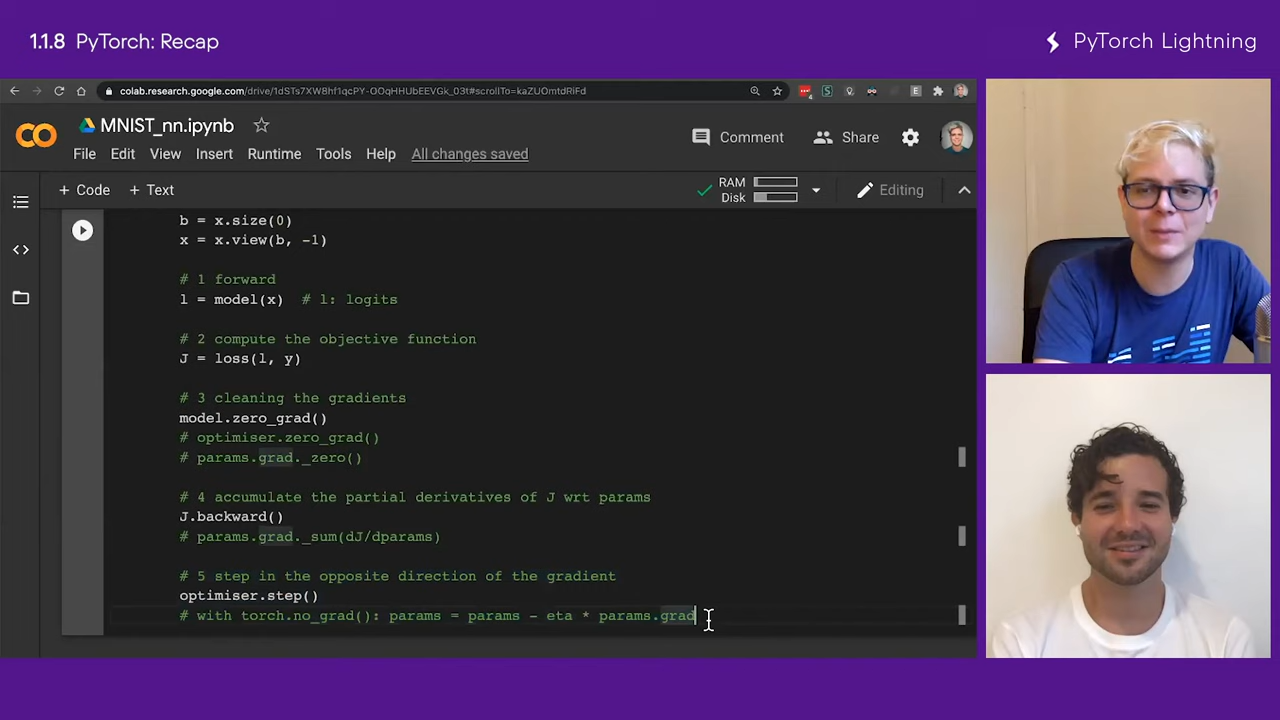 1.1.8 PyTorch: Recap
PyTorch Lightning
colab.research.google.com/drive/1dSTs7XW8hf1qcPY-OOqHHUbEEVGk_03t#scrollTo=kaZUOmtdRiFd
MNIST_nn.ipynb
Comment
Share
File Edit View Insert Runtime Tools Help All changes saved
+ Code + Text
RAM
Disk
Editing
b = x.size(0)
x = x.view(b, -1)
# 1 forward
l = model(x)  # l: logits
# 2 compute the objective function
J = loss(l, y)
# 3 cleaning the gradients
model.zero_grad()
# optimiser.zero_grad()
# params.grad._zero()
# 4 accumulate the partial derivatives of J wrt params
J.backward()
# params.grad._sum(dJ/dparams)
# 5 step in the opposite direction of the gradient
optimiser.step()
# with torch.no_grad(): params = params - eta * params.grad